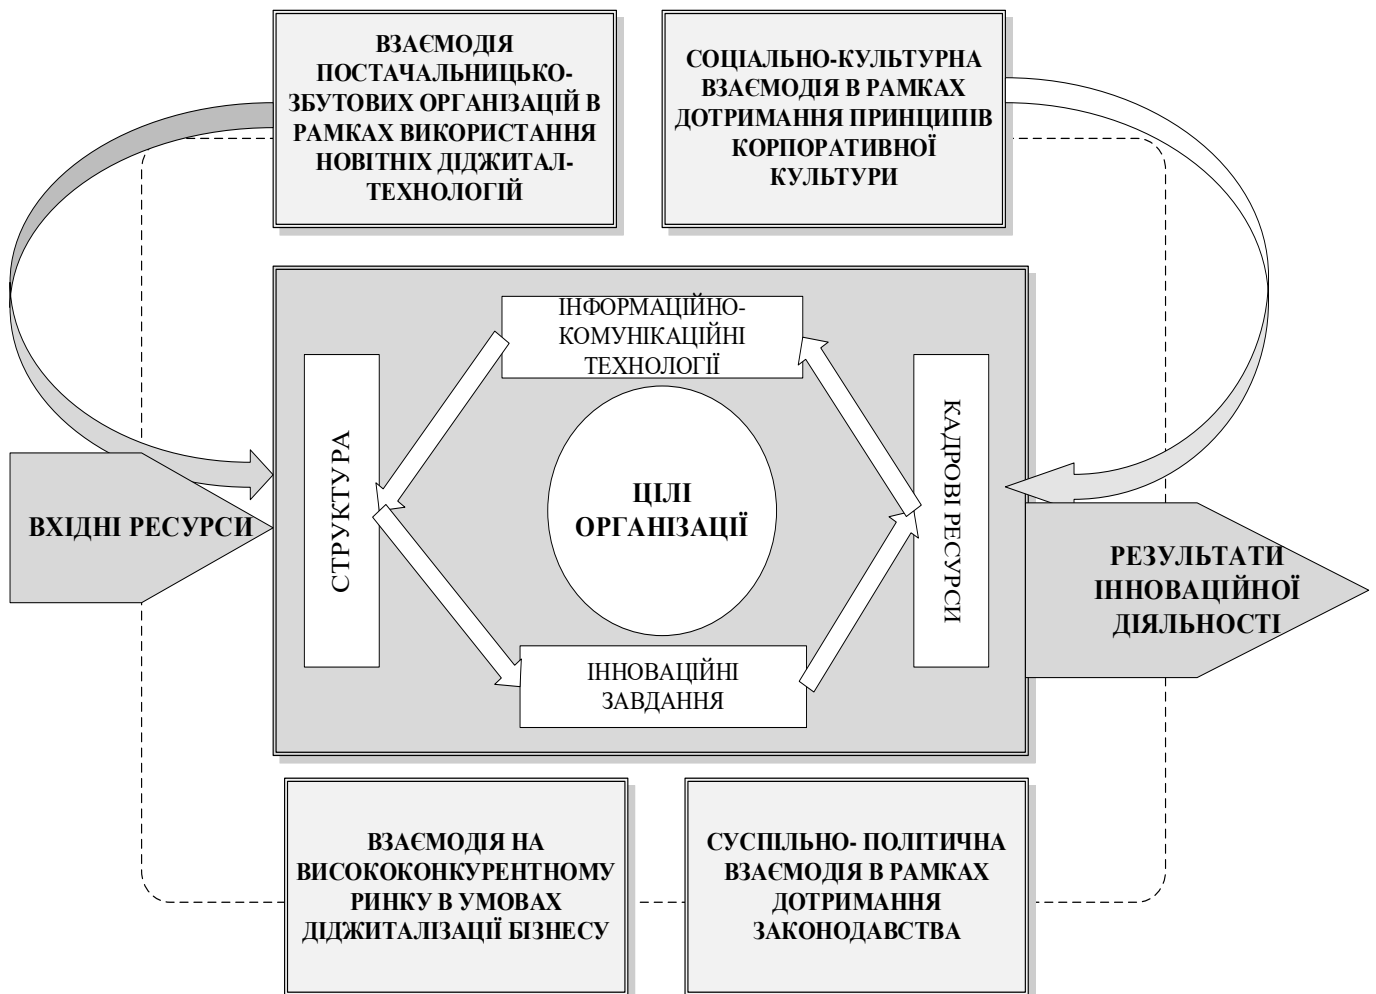 ВЗАЄМОДІЯ
ПОСТАЧАЛЬНИЦЬКО-
ЗБУТОВИХ ОРГАНІЗАЦІЙ В
РАМКАХ ВИКОРИСТАННЯ
НОВІТНІХ ДІДЖИТАЛ-
ТЕХНОЛОГІЙ
СОЦІАЛЬНО-КУЛЬТУРНА
ВЗАЄМОДІЯ В РАМКАХ
ДОТРИМАННЯ ПРИНЦИПІВ
КОРПОРАТИВНОЇ
КУЛЬТУРИ
ІНФОРМАЦІЙНО-
КОМУНІКАЦІЙНІ
ТЕХНОЛОГІЇ
ВХІДНІ РЕСУРСИ
СТРУКТУРА
ЦІЛІ
ОРГАНІЗАЦІЇ
КАДРОВІ РЕСУРСИ
РЕЗУЛЬТАТИ
ІННОВАЦІЙНОЇ
ДІЯЛЬНОСТІ
ІННОВАЦІЙНІ
ЗАВДАННЯ
ВЗАЄМОДІЯ НА
ВИСОКОКОНКУРЕНТНОМУ
РИНКУ В УМОВАХ
ДІДЖИТАЛІЗАЦІЇ БІЗНЕСУ
СУСПІЛЬНО- ПОЛІТИЧНА
ВЗАЄМОДІЯ В РАМКАХ
ДОТРИМАННЯ
ЗАКОНОДАВСТВА